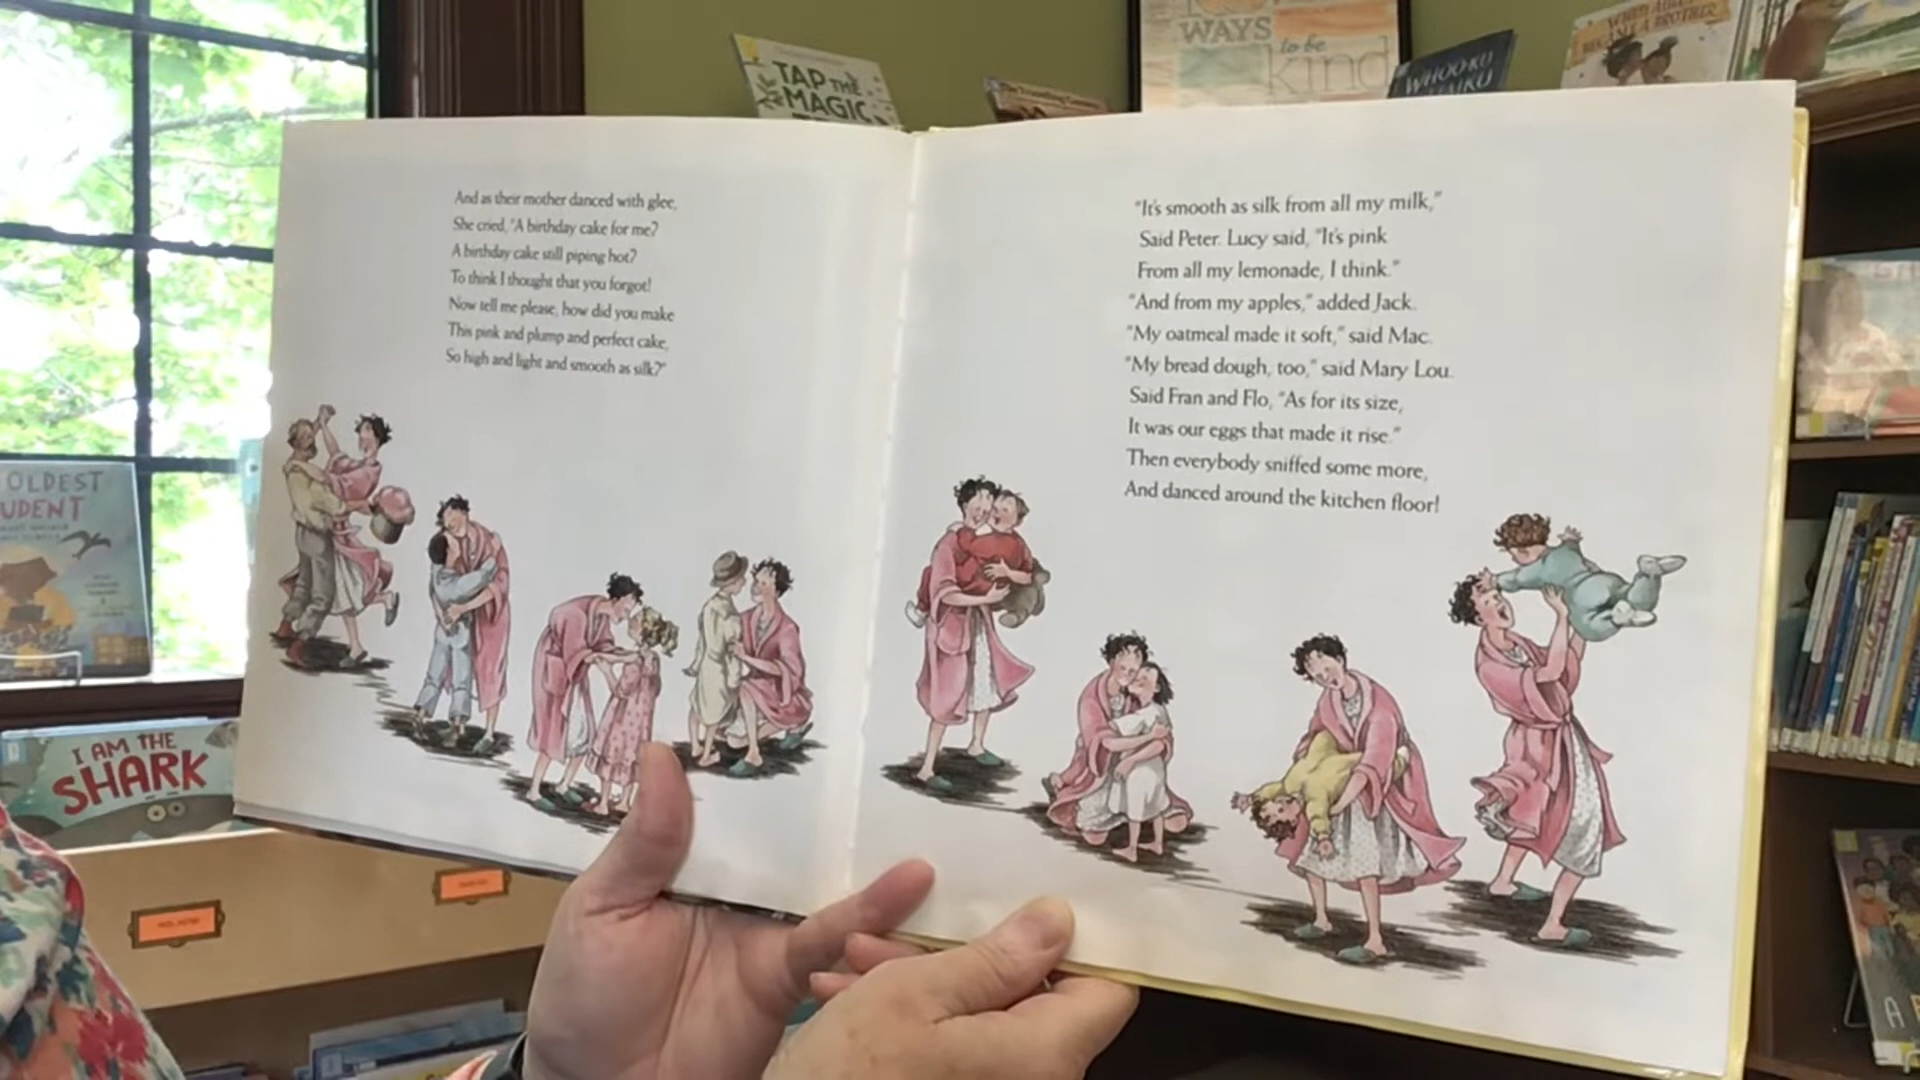 TAP THE
MAGIC
WAYS
to be
kind
WHOO-KU
HAIKU
WHEN AIDAN
BECAME A BROTHER
And as their mother danced with glee,
She cried, "A birthday cake for me?
A birthday cake still piping hot?
To think I thought that you forgot!
Now tell me please, how did you make
This pink and plump and perfect cake,
So high and light and smooth as silk?"
"It's smooth as silk from all my milk,"
Said Peter. Lucy said, "It's pink
From all my lemonade, I think."
"And from my apples," added Jack.
"My oatmeal made it soft," said Mac.
"My bread dough, too," said Mary Lou.
Said Fran and Flo, "As for its size,
It was our eggs that made it rise."
Then everybody sniffed some more,
And danced around the kitchen floor!
OLDEST
UDENT
I AM THE
SHARK
A